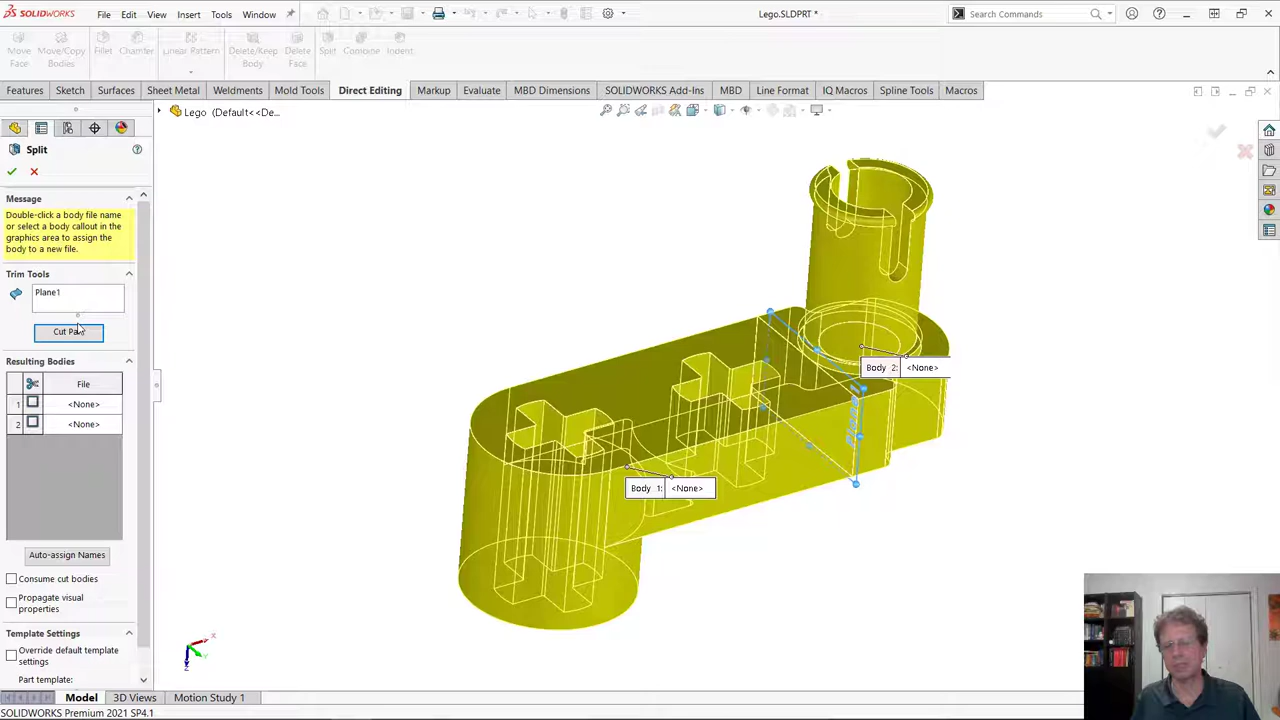 SOLIDWORKS File Edit View Insert Tools Window Lego.SLDPRT * Search Commands
Move Face Move/Copy Bodies Fillet Chamfer Linear Pattern Delete/Keep Body Delete Face Split Combine Indent
Features Sketch Surfaces Sheet Metal Weldments Mold Tools Direct Editing Markup Evaluate MBD Dimensions SOLIDWORKS Add-Ins MBD Line Format IQ Macros Spline Tools Macros
Lego (Default<<De...
Split
Message
Double-click a body file name
or select a body callout in the
graphics area to assign the
body to a new file.
Trim Tools
Plane1
Resulting Bodies
File
1 <None>
2 <None>
Auto-assign Names
Consume cut bodies
Propagate visual
properties
Template Settings
Override default template
settings
Part template:
Body 2: <None>
Plane1
Body 1: <None>
X
Y
Z
Model 3D Views Motion Study 1
SOLIDWORKS Premium 2021 SP4.1